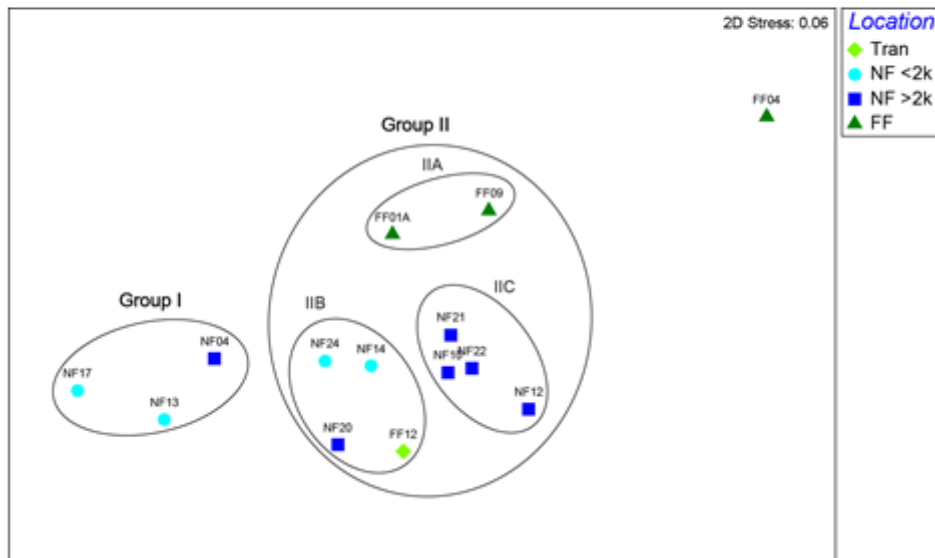 2D Stress: 0.06
Location
Tran
NF <2k
NF >2k
FF
FF04
Group II
IIA
FF09
FF01A
Group I
IIB
IIC
NF21
NF04
NF24
NF14
NF10
NF22
NF17
NF13
NF12
NF20
FF12